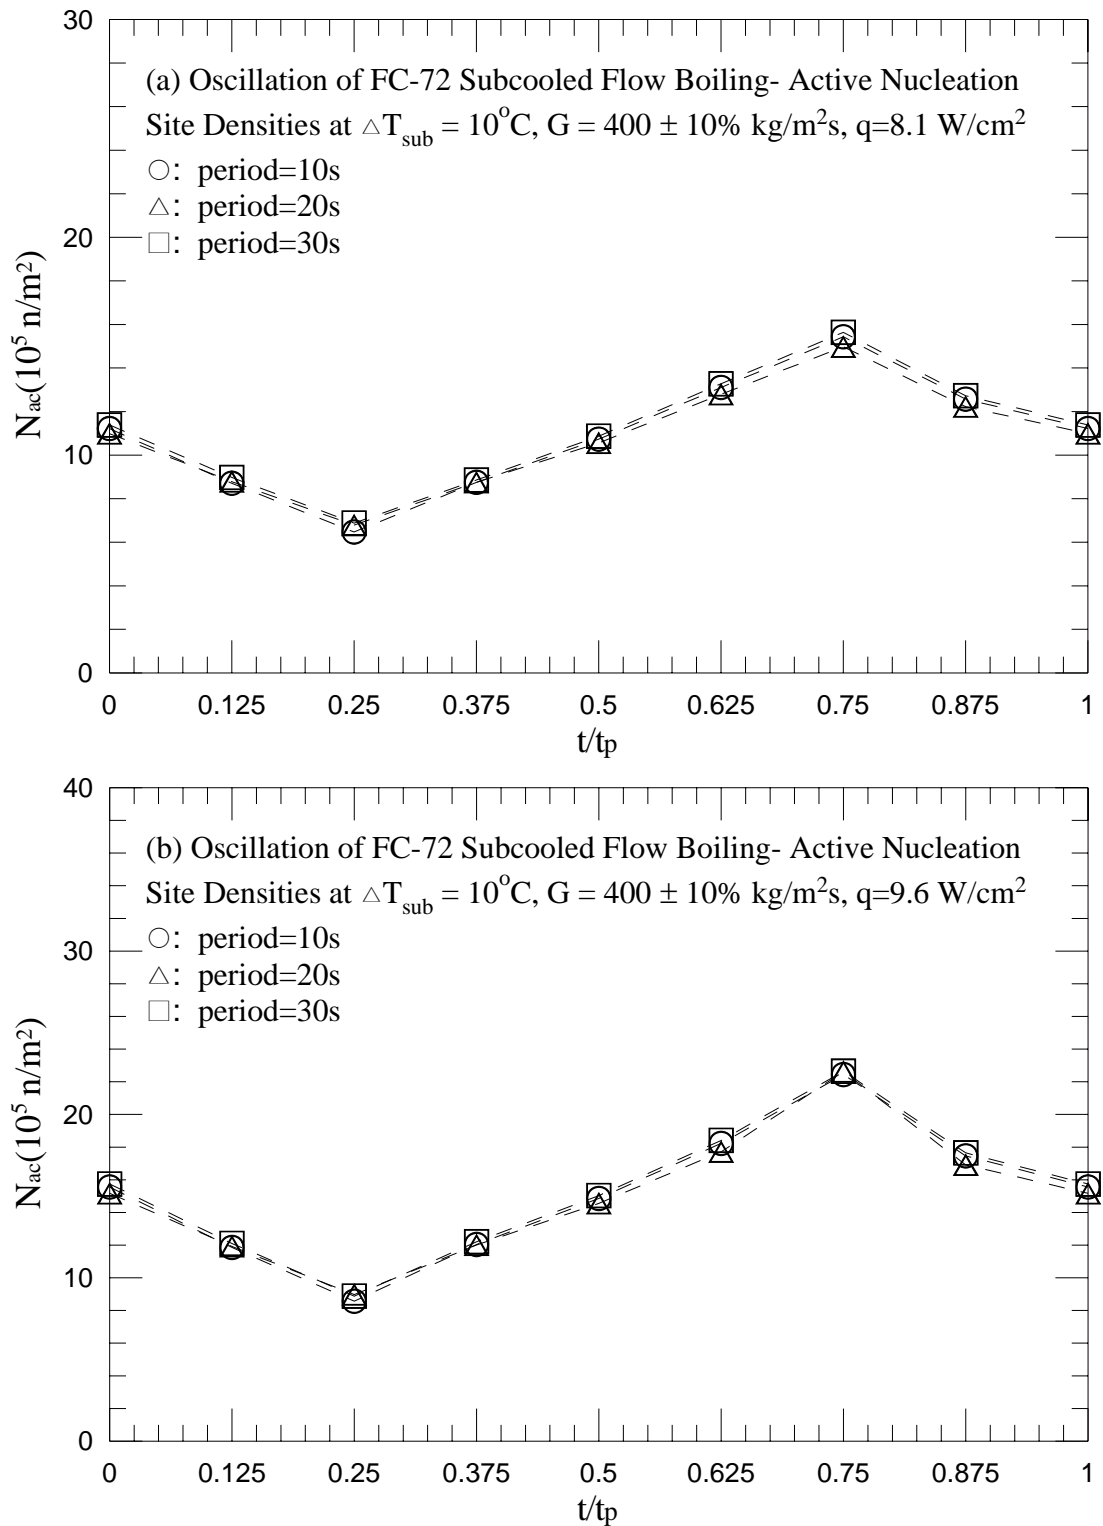 30
(a) Oscillation of FC-72 Subcooled Flow Boiling- Active Nucleation
Site Densities at △Tsub = 10°C, G = 400 ± 10% kg/m²s, q=8.1 W/cm²
○: period=10s
△: period=20s
□: period=30s
20
10
0
Nac(10⁵ n/m²)
0 0.125 0.25 0.375 0.5 0.625 0.75 0.875 1
t/tp
40
(b) Oscillation of FC-72 Subcooled Flow Boiling- Active Nucleation
Site Densities at △Tsub = 10°C, G = 400 ± 10% kg/m²s, q=9.6 W/cm²
○: period=10s
30
△: period=20s
□: period=30s
20
10
0
Nac(10⁵ n/m²)
0 0.125 0.25 0.375 0.5 0.625 0.75 0.875 1
t/tp